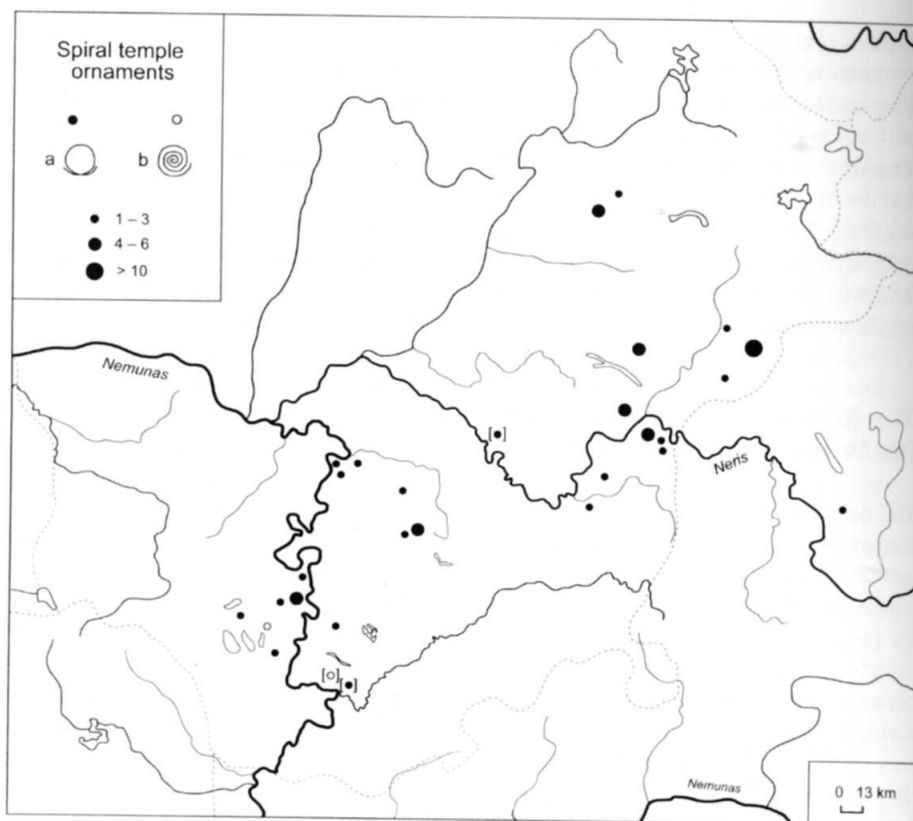 Spiral temple
ornaments
a b
1 – 3
4 – 6
> 10
Nemunas
[ ]
Neris
[ ]
[ ]
Nemunas
0 13 km